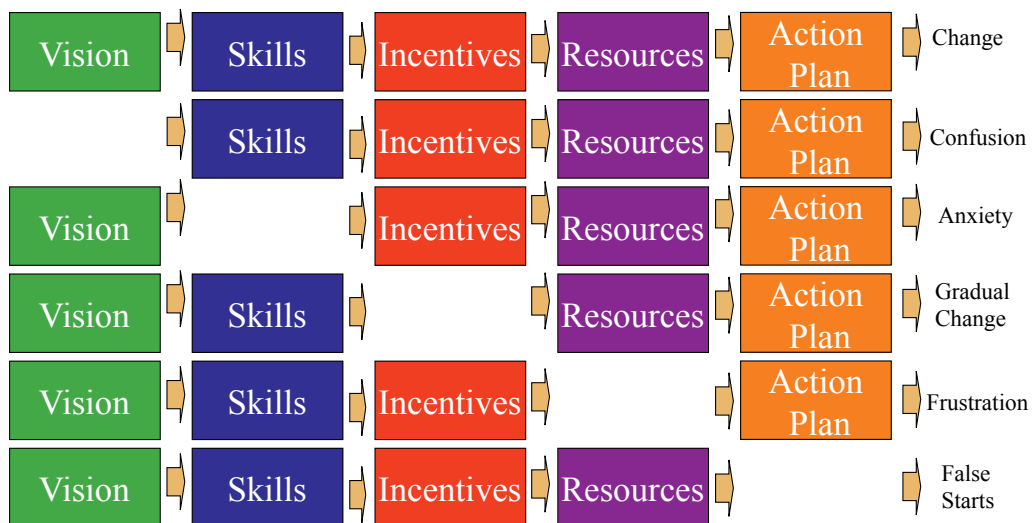 Vision Skills Incentives Resources Action Plan Change
Skills Incentives Resources Action Plan Confusion
Vision Incentives Resources Action Plan Anxiety
Vision Skills Resources Action Plan Gradual Change
Vision Skills Incentives Action Plan Frustration
Vision Skills Incentives Resources False Starts